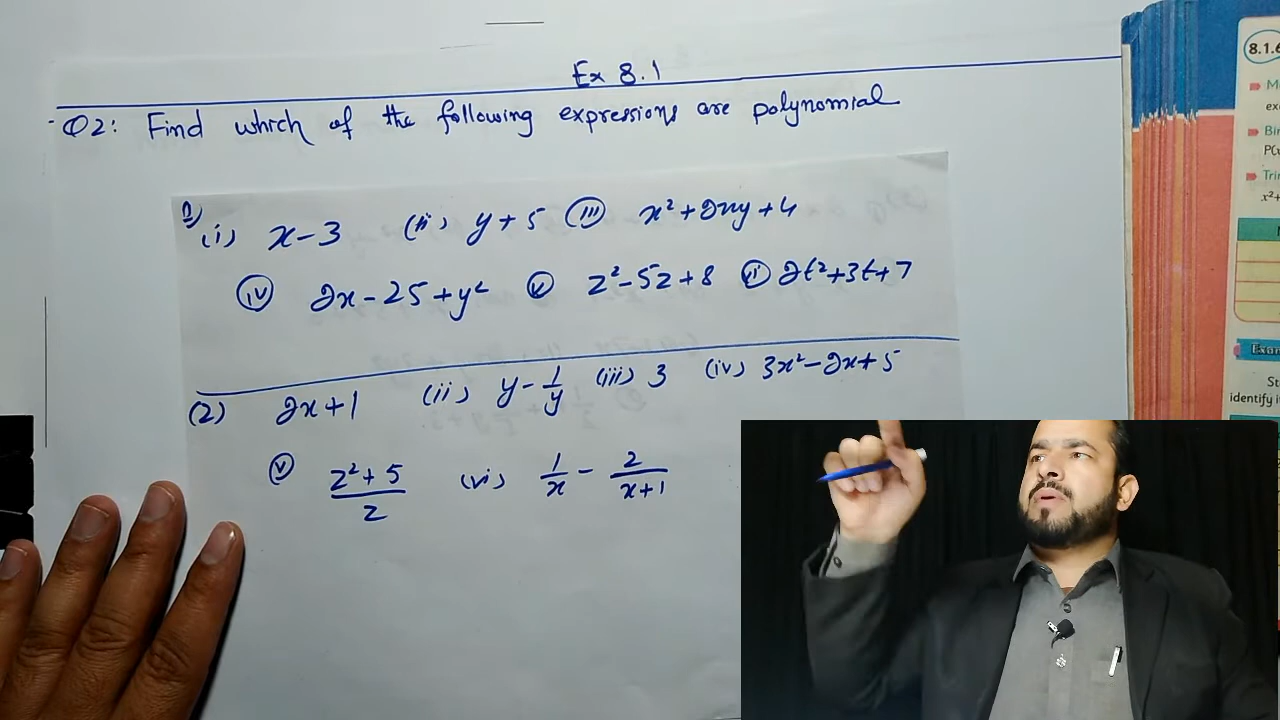 Ex 8.1
Q2: Find which of the following expressions are polynomial
(i) x-3 (ii) y+5 (iii) x²+2xy+4
(iv) 2x-25+y² (v) z²-5z+8 (vi) 2t²+3t+7
(2) 2x+1 (ii) y-1/y (iii) 3 (iv) 3x²-2x+5
(v) z²+5/2 (vi) 1/x - 2/x+1
8.1.6
Exam
St
identify i